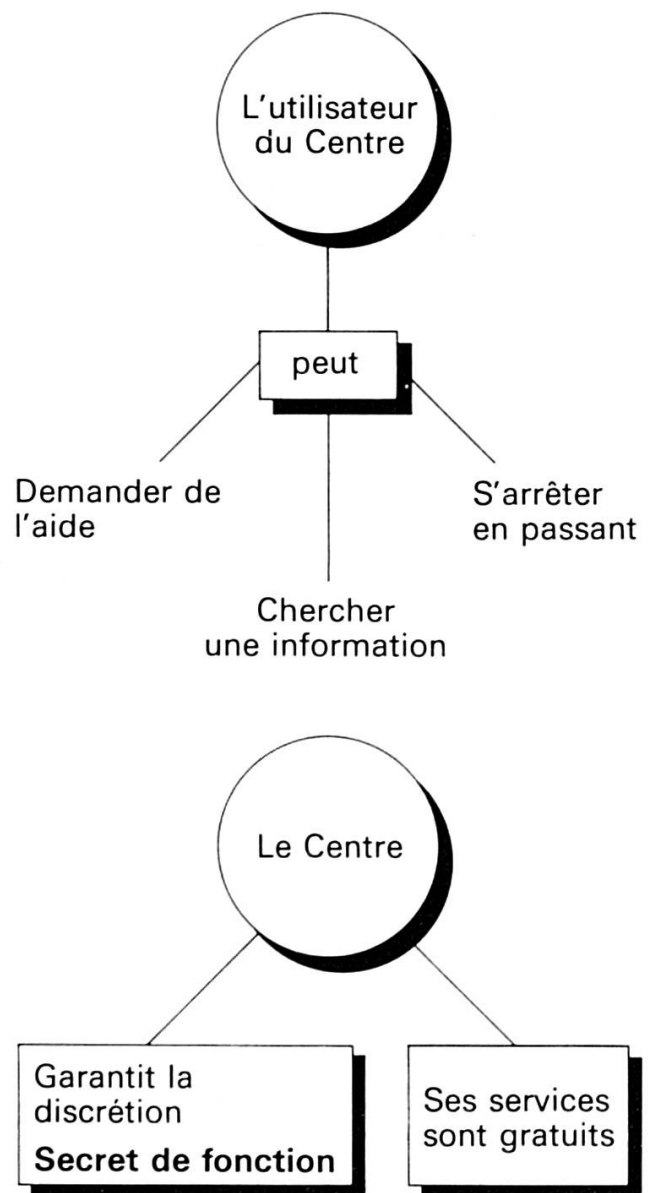 L'utilisateur
du Centre
peut
Demander de
l'aide
S'arrêter
en passant
Chercher
une information
Le Centre
Garantit la
discrétion
Secret de fonction
Ses services
sont gratuits